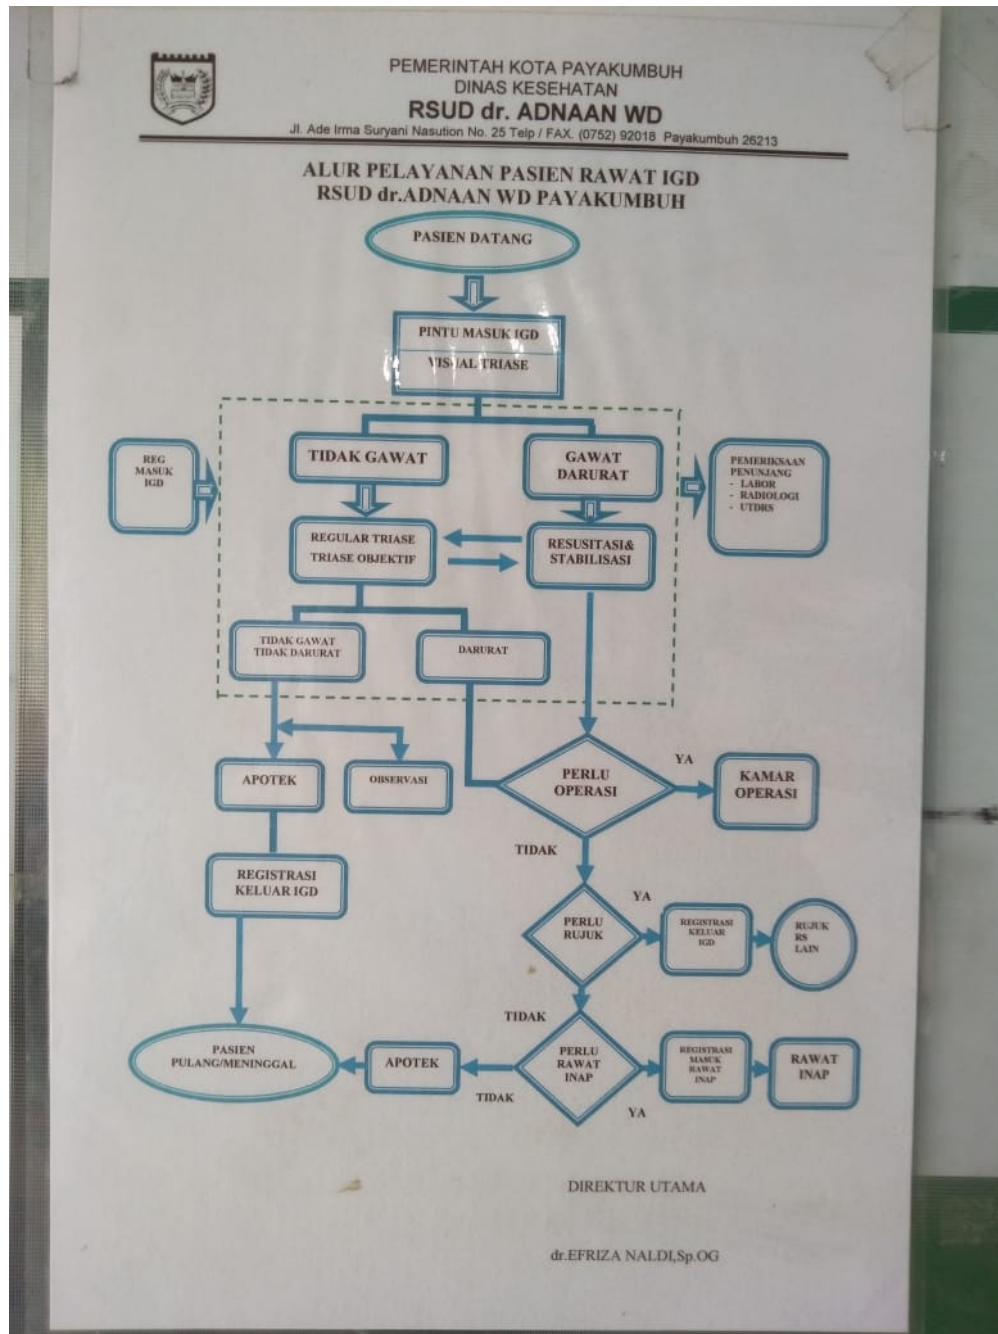 PEMERINTAH KOTA PAYAKUMBUH
DINAS KESEHATAN
RSUD dr. ADNAAN WD
Jl. Ade Irma Suryani Nasution No. 25 Telp / FAX. (0752) 92018 Payakumbuh 26213
ALUR PELAYANAN PASIEN RAWAT IGD
RSUD dr.ADNAAN WD PAYAKUMBUH
PASIEN DATANG
PINTU MASUK IGD
VISUAL TRIASE
REG
MASUK
IGD
TIDAK GAWAT
GAWAT
DARURAT
PEMERIKSAAN
PENUNJANG
- LABOR
- RADIOLOGI
- UTDRS
REGULAR TRIASE
TRIASE OBJEKTIF
RESUSITASI&
STABILISASI
TIDAK GAWAT
TIDAK DARURAT
DARURAT
APOTEK
OBSERVASI
PERLU
OPERASI
YA
KAMAR
OPERASI
TIDAK
REGISTRASI
KELUAR IGD
PERLU
RUJUK
YA
REGISTRASI
KELUAR
IGD
RUJUK
RS
LAIN
TIDAK
PASIEN
PULANG/MENINGGAL
APOTEK
TIDAK
PERLU
RAWAT
INAP
YA
REGISTRASI
MASUK
RAWAT
INAP
RAWAT
INAP
DIREKTUR UTAMA
dr.EFRIZA NALDI,Sp.OG